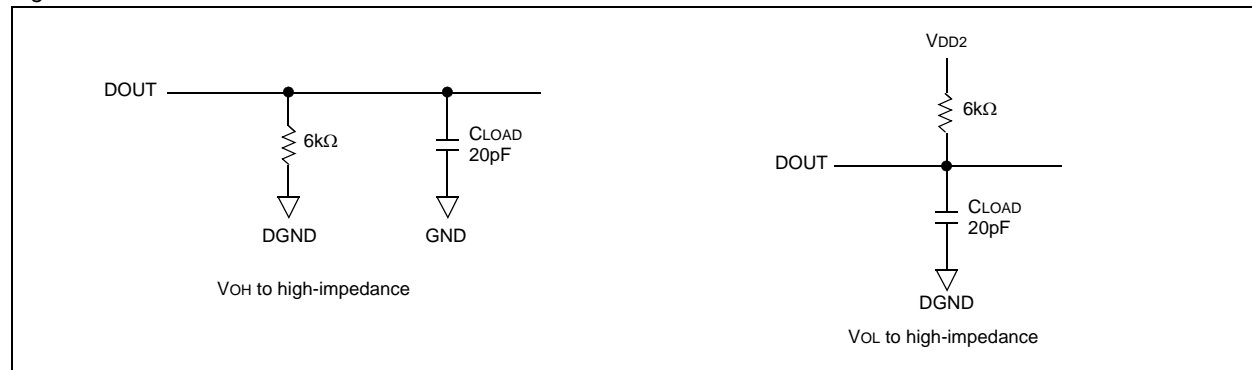 DOUT
6kΩ
CLOAD
20pF
DGND
GND
VOH to high-impedance
VDD2
6kΩ
DOUT
CLOAD
20pF
DGND
VOL to high-impedance